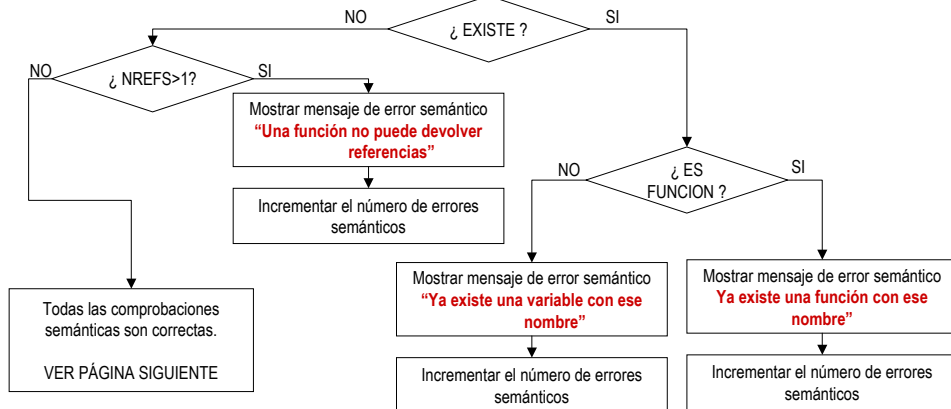 NO
¿ EXISTE ?
SI
NO
¿ NREFS>1?
SI
Mostrar mensaje de error semántico
“Una función no puede devolver
referencias”
Incrementar el número de errores
semánticos
NO
¿ ES
FUNCION ?
SI
Todas las comprobaciones
semánticas son correctas.
VER PÁGINA SIGUIENTE
Mostrar mensaje de error semántico
“Ya existe una variable con ese
nombre”
Incrementar el número de errores
semánticos
Mostrar mensaje de error semántico
Ya existe una función con ese
nombre”
Incrementar el número de errores
semánticos